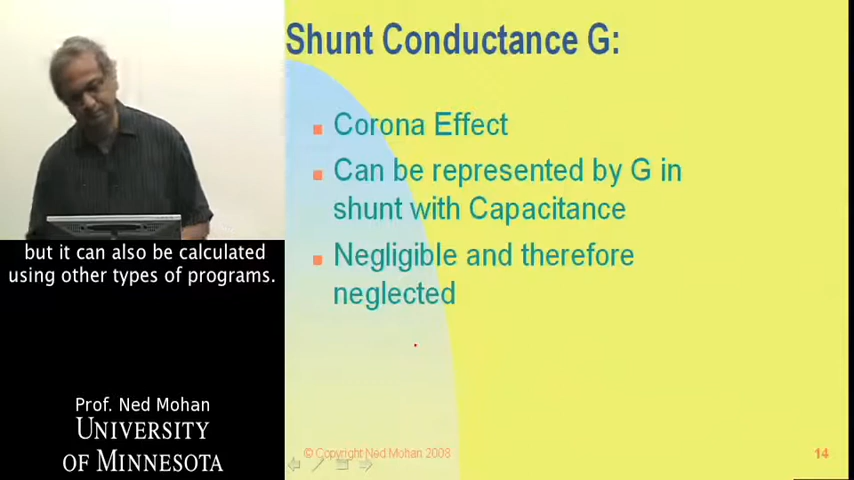 Shunt Conductance G:
Corona Effect
Can be represented by G in
shunt with Capacitance
Negligible and therefore
neglected
but it can also be calculated
using other types of programs.
Prof. Ned Mohan
UNIVERSITY
OF MINNESOTA
© Copyright Ned Mohan 2008
14